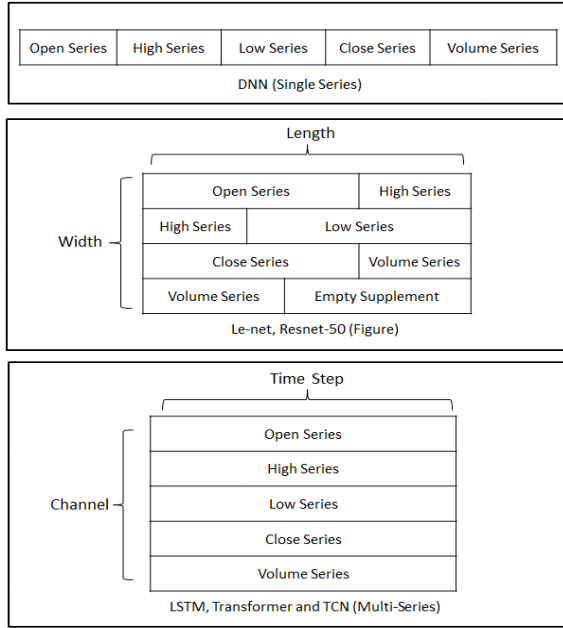 Open Series High Series Low Series Close Series Volume Series
DNN (Single Series)
Length
Width
Open Series High Series
High Series Low Series
Close Series Volume Series
Volume Series Empty Supplement
Le-net, Resnet-50 (Figure)
Time Step
Channel
Open Series
High Series
Low Series
Close Series
Volume Series
LSTM, Transformer and TCN (Multi-Series)